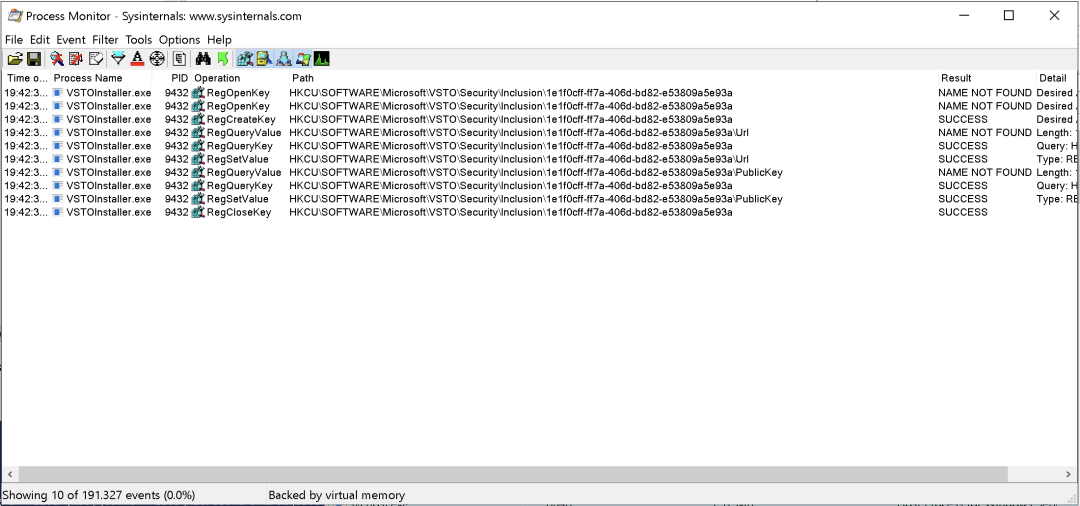 Process Monitor - Sysinternals: www.sysinternals.com
File Edit Event Filter Tools Options Help
Time o... Process Name PID Operation Path Result Detail
19:42:3... VSTOInstaller.exe 9432 RegOpenKey HKCU\SOFTWARE\Microsoft\VSTO\Security\Inclusion\1e1f0cff-ff7a-406d-bd82-e53809a5e93a NAME NOT FOUND Desired
19:42:3... VSTOInstaller.exe 9432 RegOpenKey HKCU\SOFTWARE\Microsoft\VSTO\Security\Inclusion\1e1f0cff-ff7a-406d-bd82-e53809a5e93a NAME NOT FOUND Desired
19:42:3... VSTOInstaller.exe 9432 RegCreateKey HKCU\SOFTWARE\Microsoft\VSTO\Security\Inclusion\1e1f0cff-ff7a-406d-bd82-e53809a5e93a SUCCESS Desired
19:42:3... VSTOInstaller.exe 9432 RegQueryValue HKCU\SOFTWARE\Microsoft\VSTO\Security\Inclusion\1e1f0cff-ff7a-406d-bd82-e53809a5e93a\Url NAME NOT FOUND Length:
19:42:3... VSTOInstaller.exe 9432 RegQueryKey HKCU\SOFTWARE\Microsoft\VSTO\Security\Inclusion\1e1f0cff-ff7a-406d-bd82-e53809a5e93a SUCCESS Query: H
19:42:3... VSTOInstaller.exe 9432 RegSetValue HKCU\SOFTWARE\Microsoft\VSTO\Security\Inclusion\1e1f0cff-ff7a-406d-bd82-e53809a5e93a\Url SUCCESS Type: RE
19:42:3... VSTOInstaller.exe 9432 RegQueryValue HKCU\SOFTWARE\Microsoft\VSTO\Security\Inclusion\1e1f0cff-ff7a-406d-bd82-e53809a5e93a\PublicKey NAME NOT FOUND Length:
19:42:3... VSTOInstaller.exe 9432 RegQueryKey HKCU\SOFTWARE\Microsoft\VSTO\Security\Inclusion\1e1f0cff-ff7a-406d-bd82-e53809a5e93a SUCCESS Query: H
19:42:3... VSTOInstaller.exe 9432 RegSetValue HKCU\SOFTWARE\Microsoft\VSTO\Security\Inclusion\1e1f0cff-ff7a-406d-bd82-e53809a5e93a\PublicKey SUCCESS Type: RE
19:42:3... VSTOInstaller.exe 9432 RegCloseKey HKCU\SOFTWARE\Microsoft\VSTO\Security\Inclusion\1e1f0cff-ff7a-406d-bd82-e53809a5e93a SUCCESS
Showing 10 of 191.327 events (0.0%) Backed by virtual memory